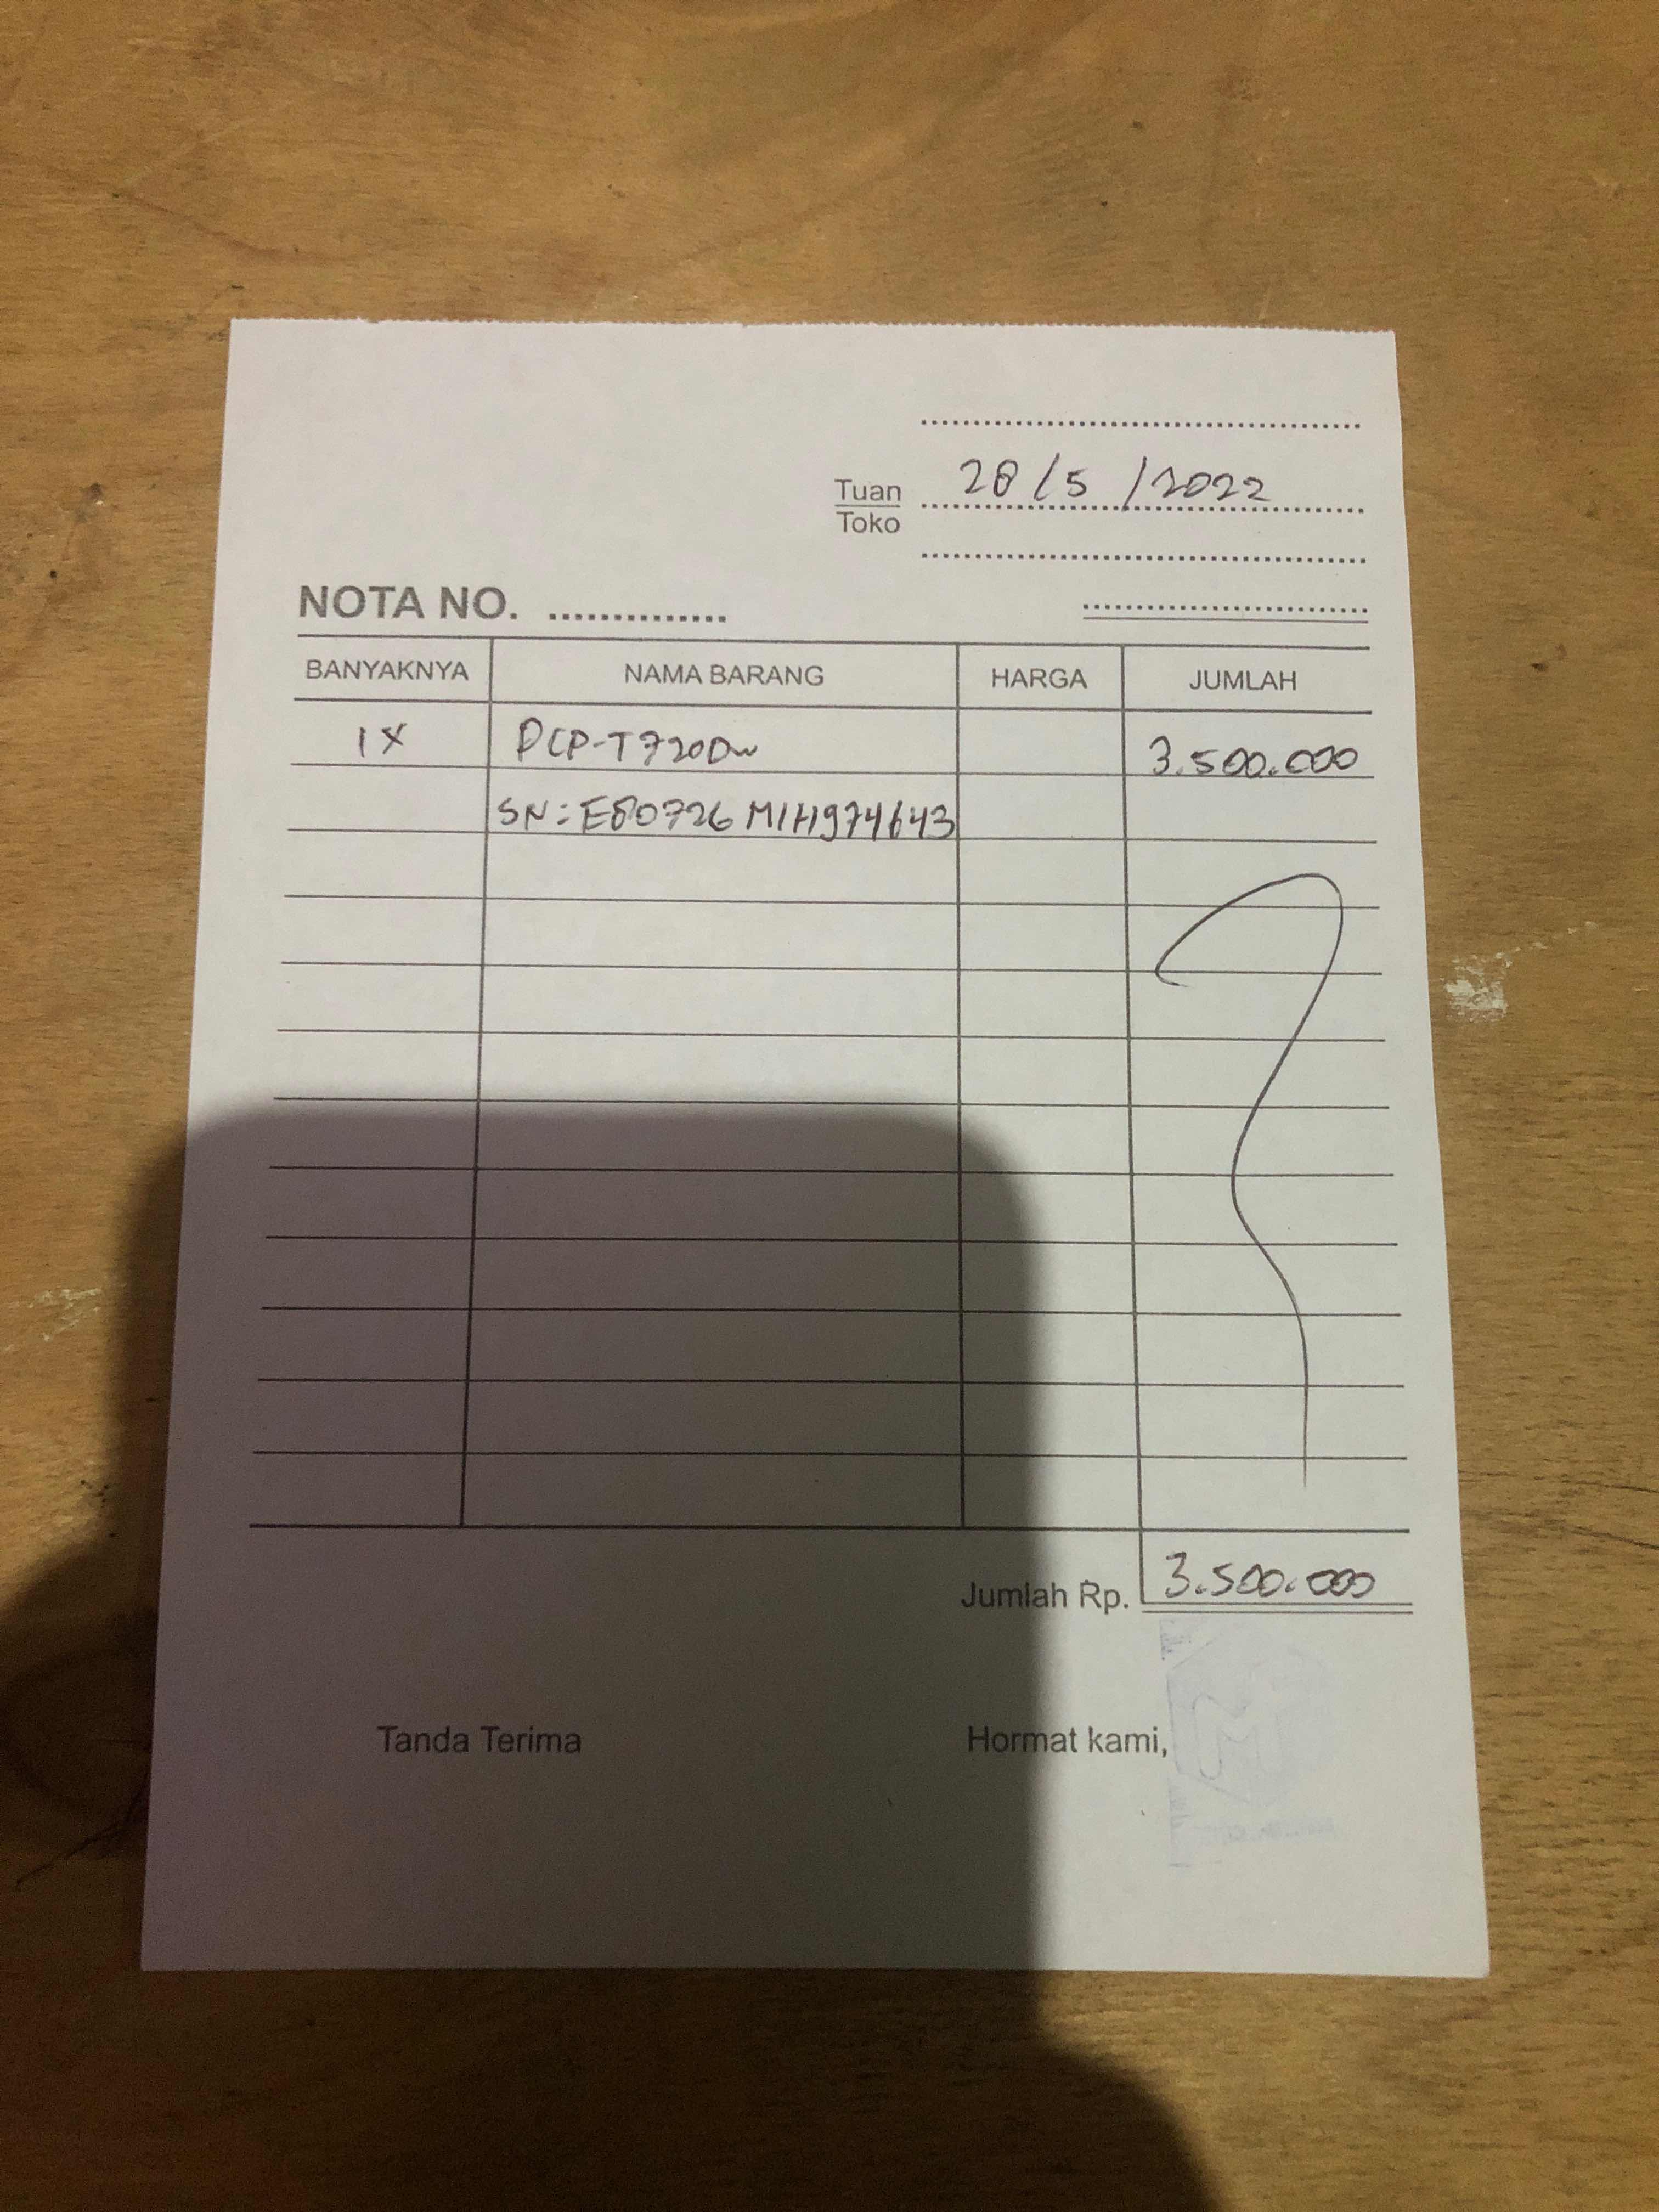 Tuan 28/5/2022
Toko
NOTA NO. ..............
BANYAKNYA NAMA BARANG HARGA JUMLAH
1X DCP-T720Dw 3.500.000
SN: E80726M1H974643
Jumlah Rp. 3.500.000
Tanda Terima Hormat kami,